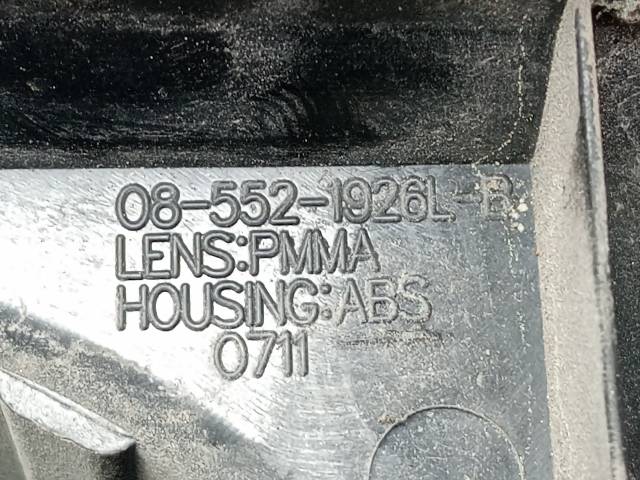 08-552-1926L-B
LENS:PMMA
HOUSING:ABS
0711